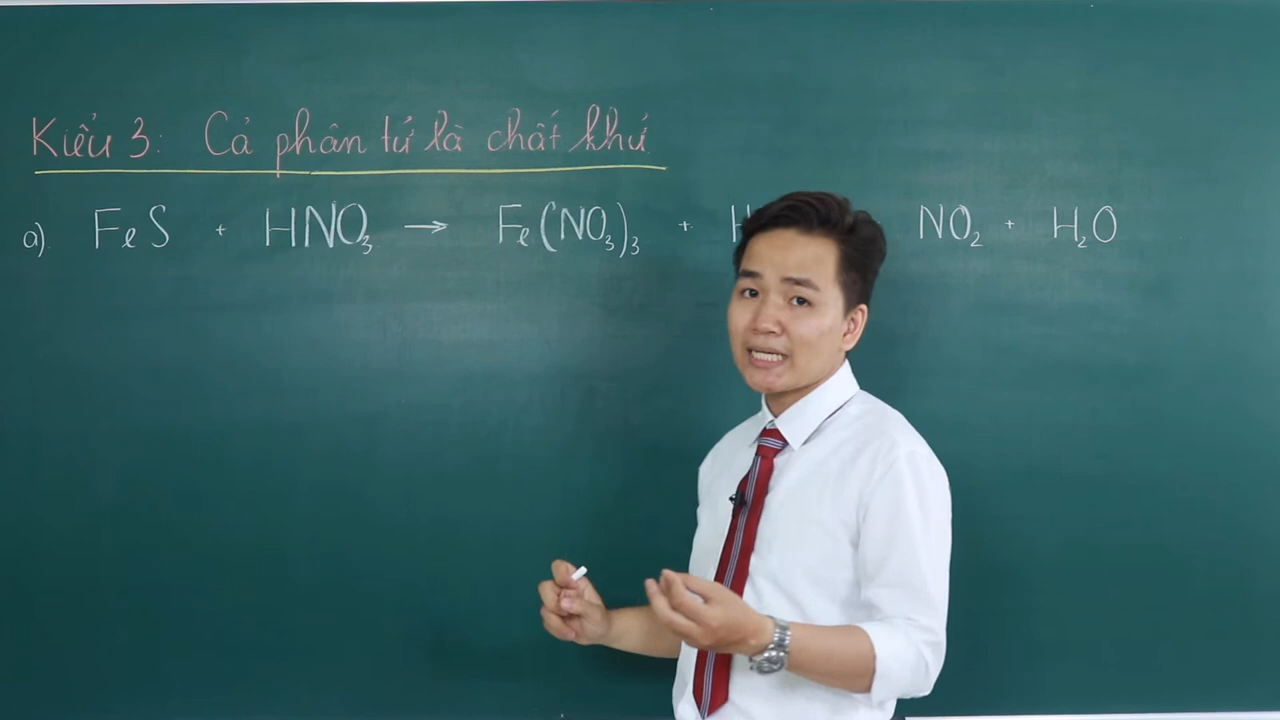 Kiểu 3: Cả phân tử là chất khử
a) FeS + HNO₃ → Fe(NO₃)₃ + H NO₂ + H₂O